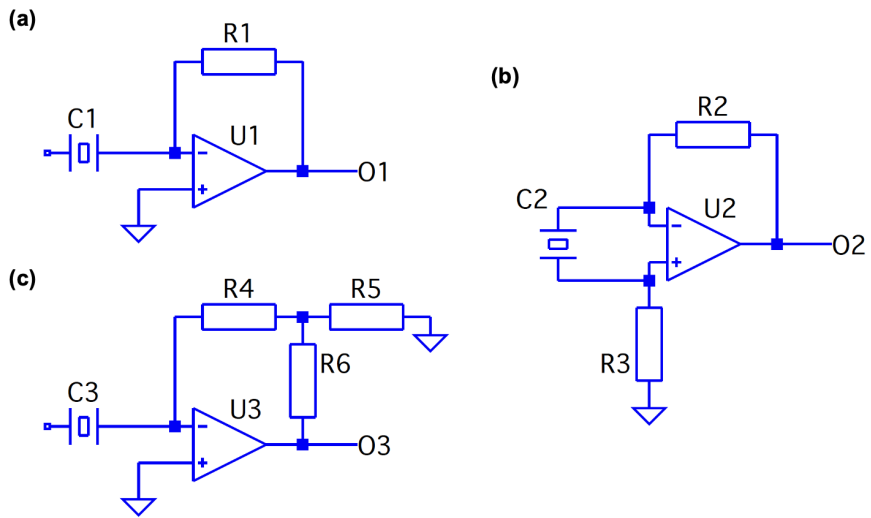 (a)
R1
C1
U1
−
+
O1
(b)
R2
C2
U2
−
+
O2
R3
(c)
R4
R5
R6
C3
U3
−
+
O3